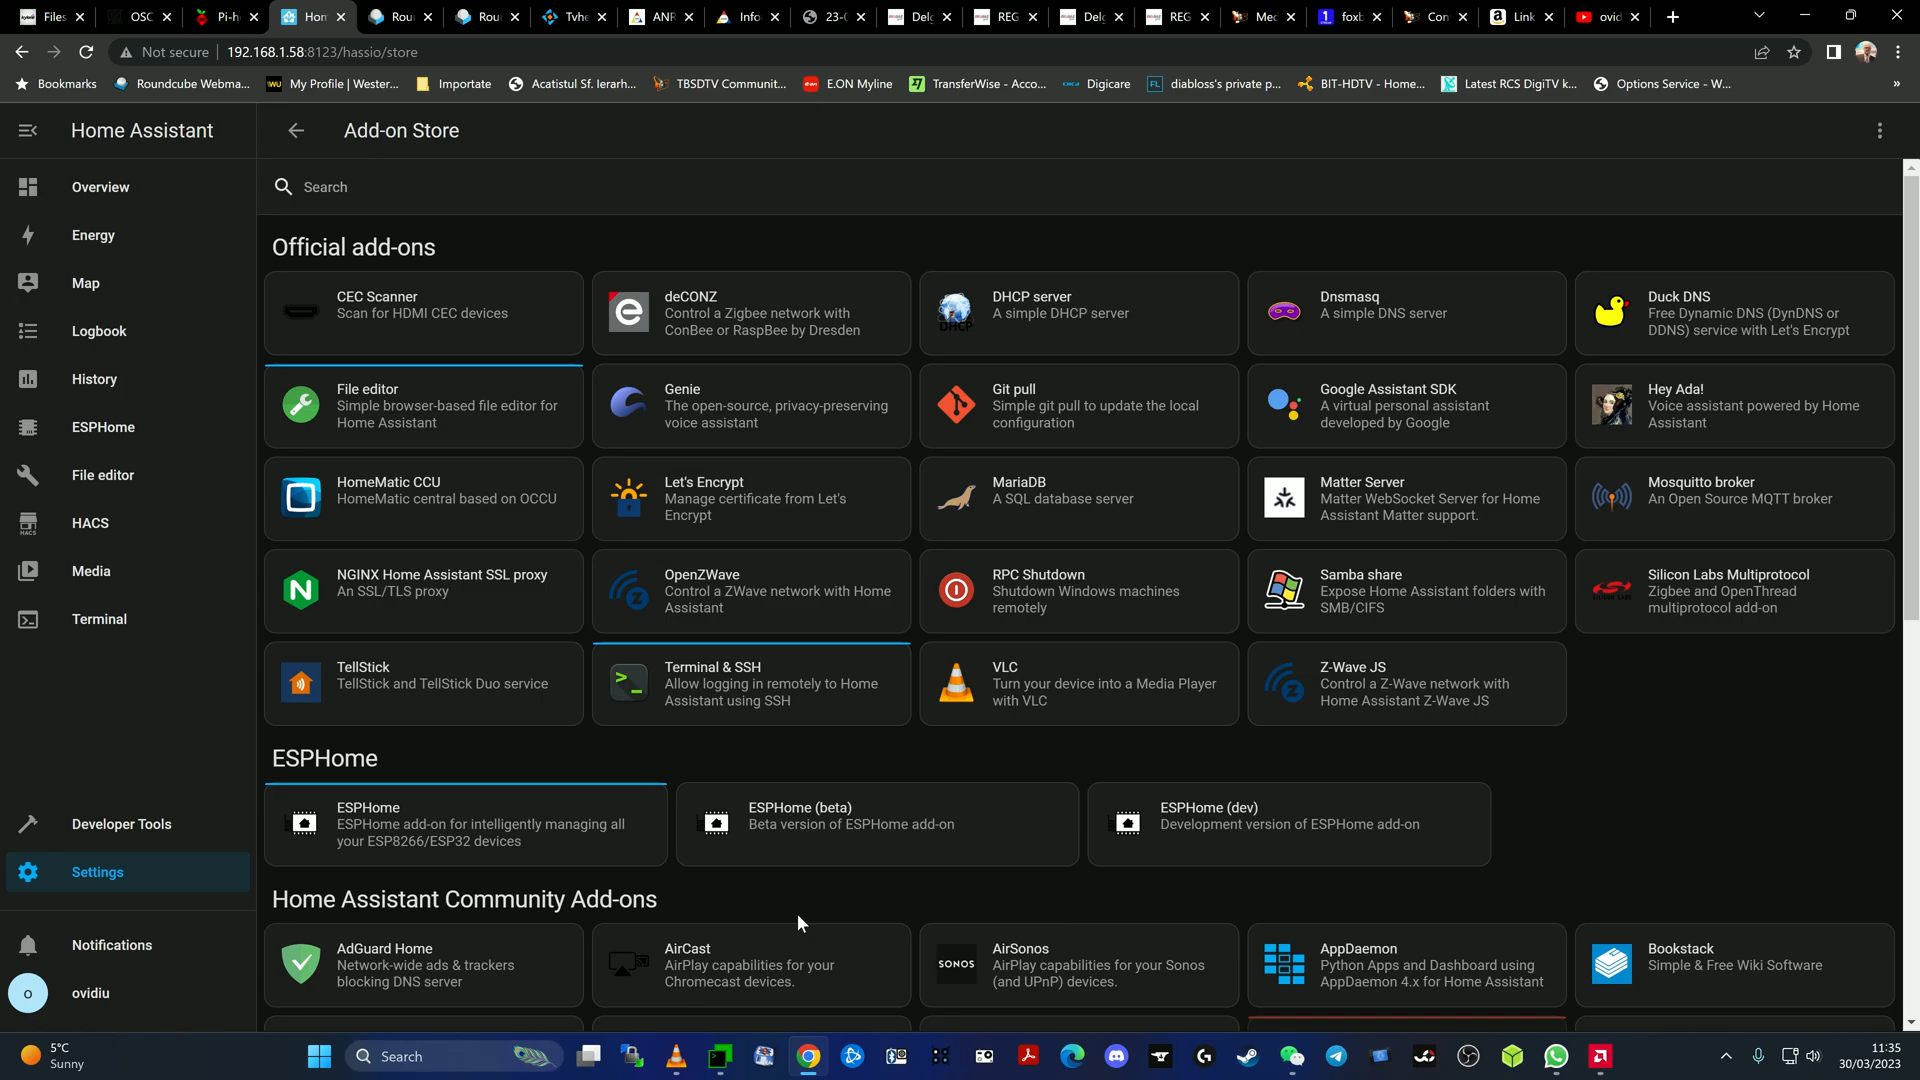 Files
OSC
Pi-h
Hom
Rou
Rou
Tvhe
ANR
Info
23-0
Delg
REG
Delg
REG
Mec
foxb
Con
Link
ovid
Not secure
192.168.1.58:8123/hassio/store
Bookmarks
Roundcube Webma...
My Profile | Wester...
Importate
Acatistul Sf. Ierarh...
TBSDTV Communit...
E.ON Myline
TransferWise - Acco...
Digicare
diabloss's private p...
BIT-HDTV - Home...
Latest RCS DigiTV k...
Options Service - W...
»
Home Assistant
Add-on Store
Overview
Energy
Map
Logbook
History
ESPHome
File editor
HACS
HACS
Media
Terminal
Developer Tools
Settings
Notifications
o
ovidiu
Search
Official add-ons
CEC Scanner
Scan for HDMI CEC devices
deCONZ
Control a Zigbee network with
ConBee or RaspBee by Dresden
DHCP
DHCP server
A simple DHCP server
Dnsmasq
A simple DNS server
Duck DNS
Free Dynamic DNS (DynDNS or
DDNS) service with Let's Encrypt
File editor
Simple browser-based file editor for
Home Assistant
Genie
The open-source, privacy-preserving
voice assistant
Git pull
Simple git pull to update the local
configuration
Google Assistant SDK
A virtual personal assistant
developed by Google
Hey Ada!
Voice assistant powered by Home
Assistant
HomeMatic CCU
HomeMatic central based on OCCU
Let's Encrypt
Manage certificate from Let's
Encrypt
MariaDB
A SQL database server
Matter Server
Matter WebSocket Server for Home
Assistant Matter support.
Mosquitto broker
An Open Source MQTT broker
NGINX Home Assistant SSL proxy
An SSL/TLS proxy
OpenZWave
Control a ZWave network with Home
Assistant
RPC Shutdown
Shutdown Windows machines
remotely
Samba share
Expose Home Assistant folders with
SMB/CIFS
SILICON LABS
Silicon Labs Multiprotocol
Zigbee and OpenThread
multiprotocol add-on
TellStick
TellStick and TellStick Duo service
Terminal & SSH
Allow logging in remotely to Home
Assistant using SSH
VLC
Turn your device into a Media Player
with VLC
Z-Wave JS
Control a Z-Wave network with
Home Assistant Z-Wave JS
ESPHome
ESPHome
ESPHome add-on for intelligently managing all
your ESP8266/ESP32 devices
ESPHome (beta)
Beta version of ESPHome add-on
ESPHome (dev)
Development version of ESPHome add-on
Home Assistant Community Add-ons
AdGuard Home
Network-wide ads & trackers
blocking DNS server
AirCast
AirPlay capabilities for your
Chromecast devices.
SONOS
AirSonos
AirPlay capabilities for your Sonos
(and UPnP) devices.
AppDaemon
Python Apps and Dashboard using
AppDaemon 4.x for Home Assistant
Bookstack
Simple & Free Wiki Software
5°C
Sunny
Search
11:35
30/03/2023